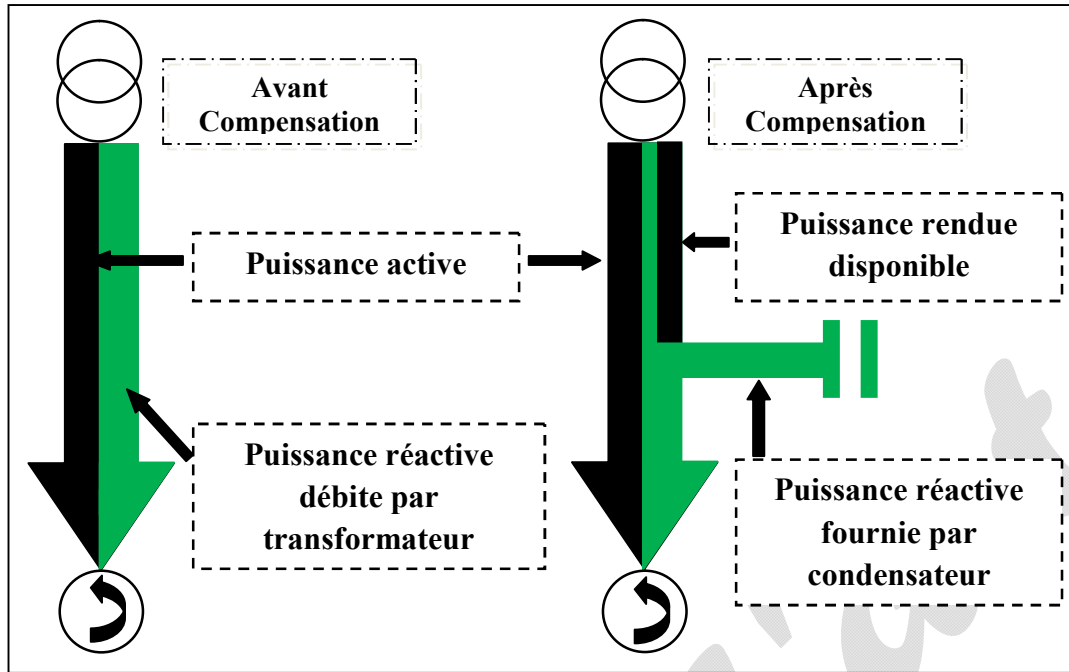 Avant
Compensation
Après
Compensation
Puissance active
Puissance rendue
disponible
Puissance réactive
débite par
transformateur
Puissance réactive
fournie par
condensateur